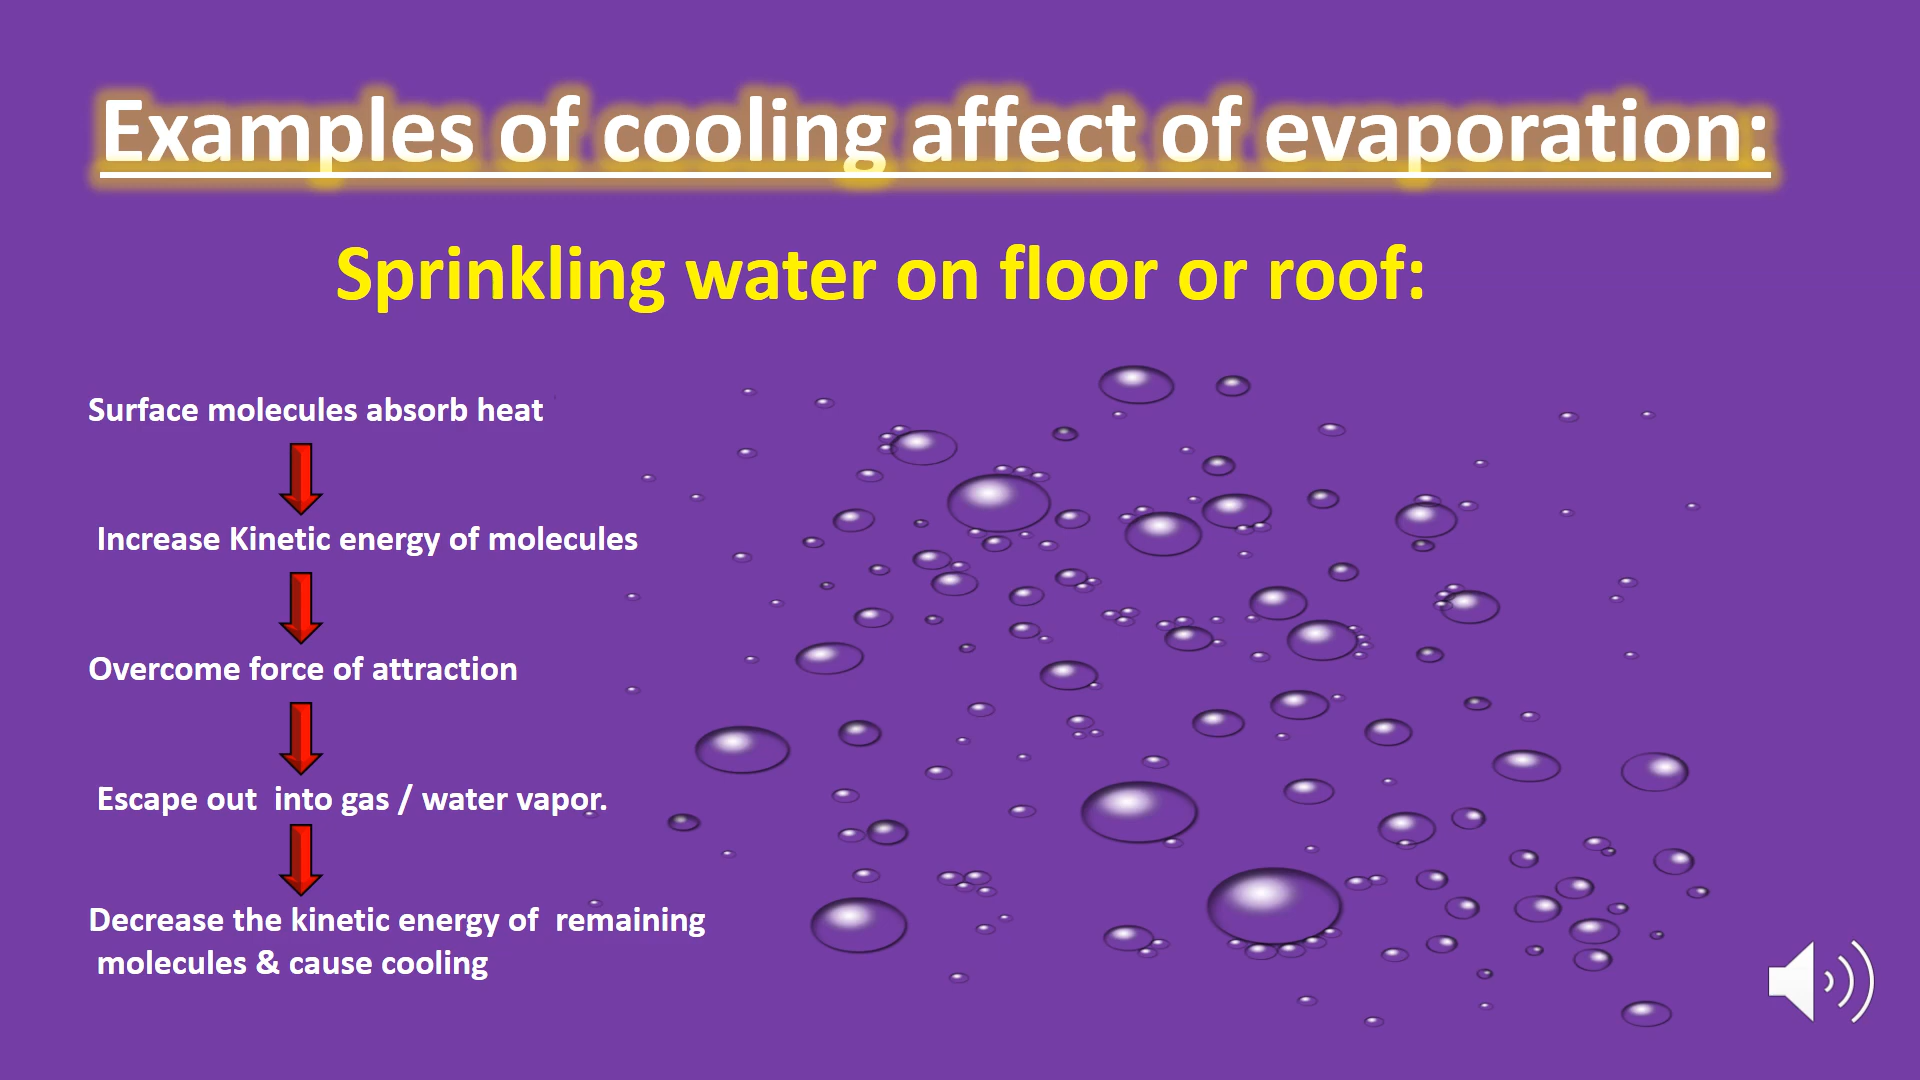 Examples of cooling affect of evaporation:
Sprinkling water on floor or roof:
Surface molecules absorb heat
Increase Kinetic energy of molecules
Overcome force of attraction
Escape out into gas / water vapor.
Decrease the kinetic energy of remaining
molecules & cause cooling